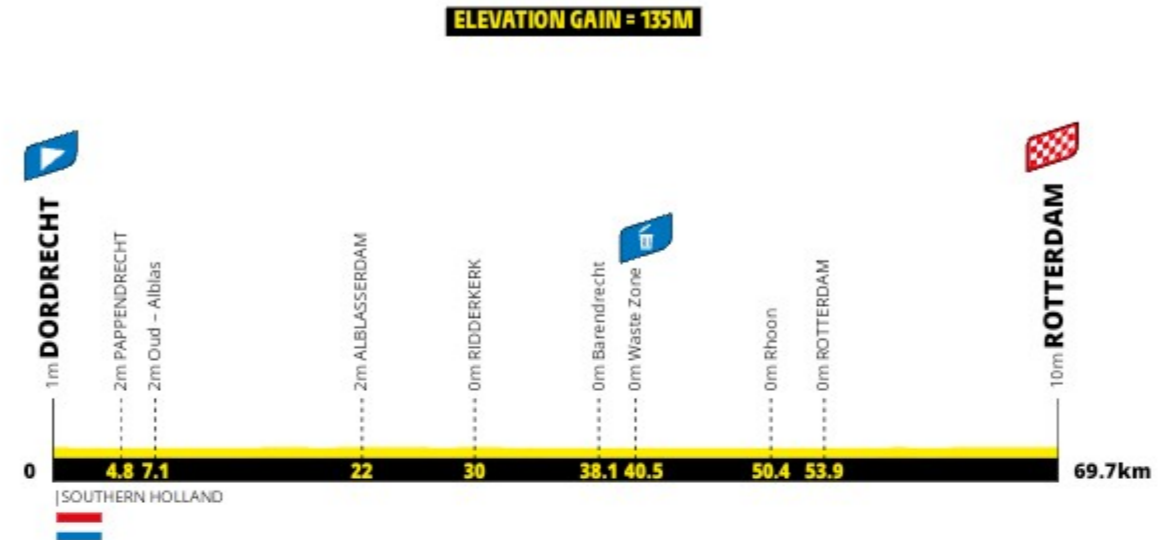 ELEVATION GAIN = 135M
1m DORDRECHT
2m PAPPENDRECHT
2m Oud – Alblas
2m ALBLASSERDAM
0m RIDDERKERK
0m Barendrecht
0m Waste Zone
0m Rhoon
0m ROTTERDAM
10m ROTTERDAM
0 4.8 7.1 22 30 38.1 40.5 50.4 53.9 69.7km
|SOUTHERN HOLLAND